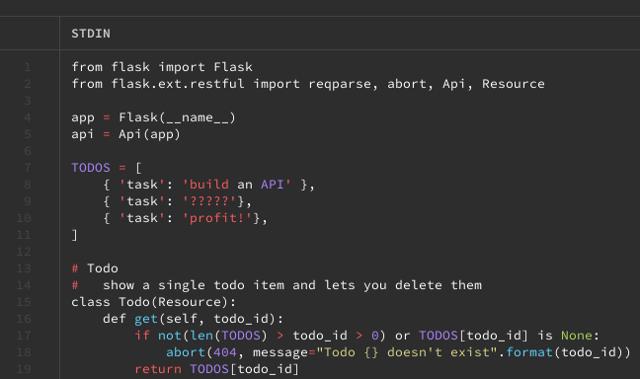 STDIN
1 from flask import Flask
2 from flask.ext.restful import reqparse, abort, Api, Resource
3
4 app = Flask(__name__)
5 api = Api(app)
6
7 TODOS = [
8     { 'task': 'build an API' },
9     { 'task': '?????'},
10     { 'task': 'profit!'},
11 ]
12
13 # Todo
14 #   show a single todo item and lets you delete them
15 class Todo(Resource):
16     def get(self, todo_id):
17         if not(len(TODOS) > todo_id > 0) or TODOS[todo_id] is None:
18             abort(404, message="Todo {} doesn't exist".format(todo_id))
19         return TODOS[todo_id]